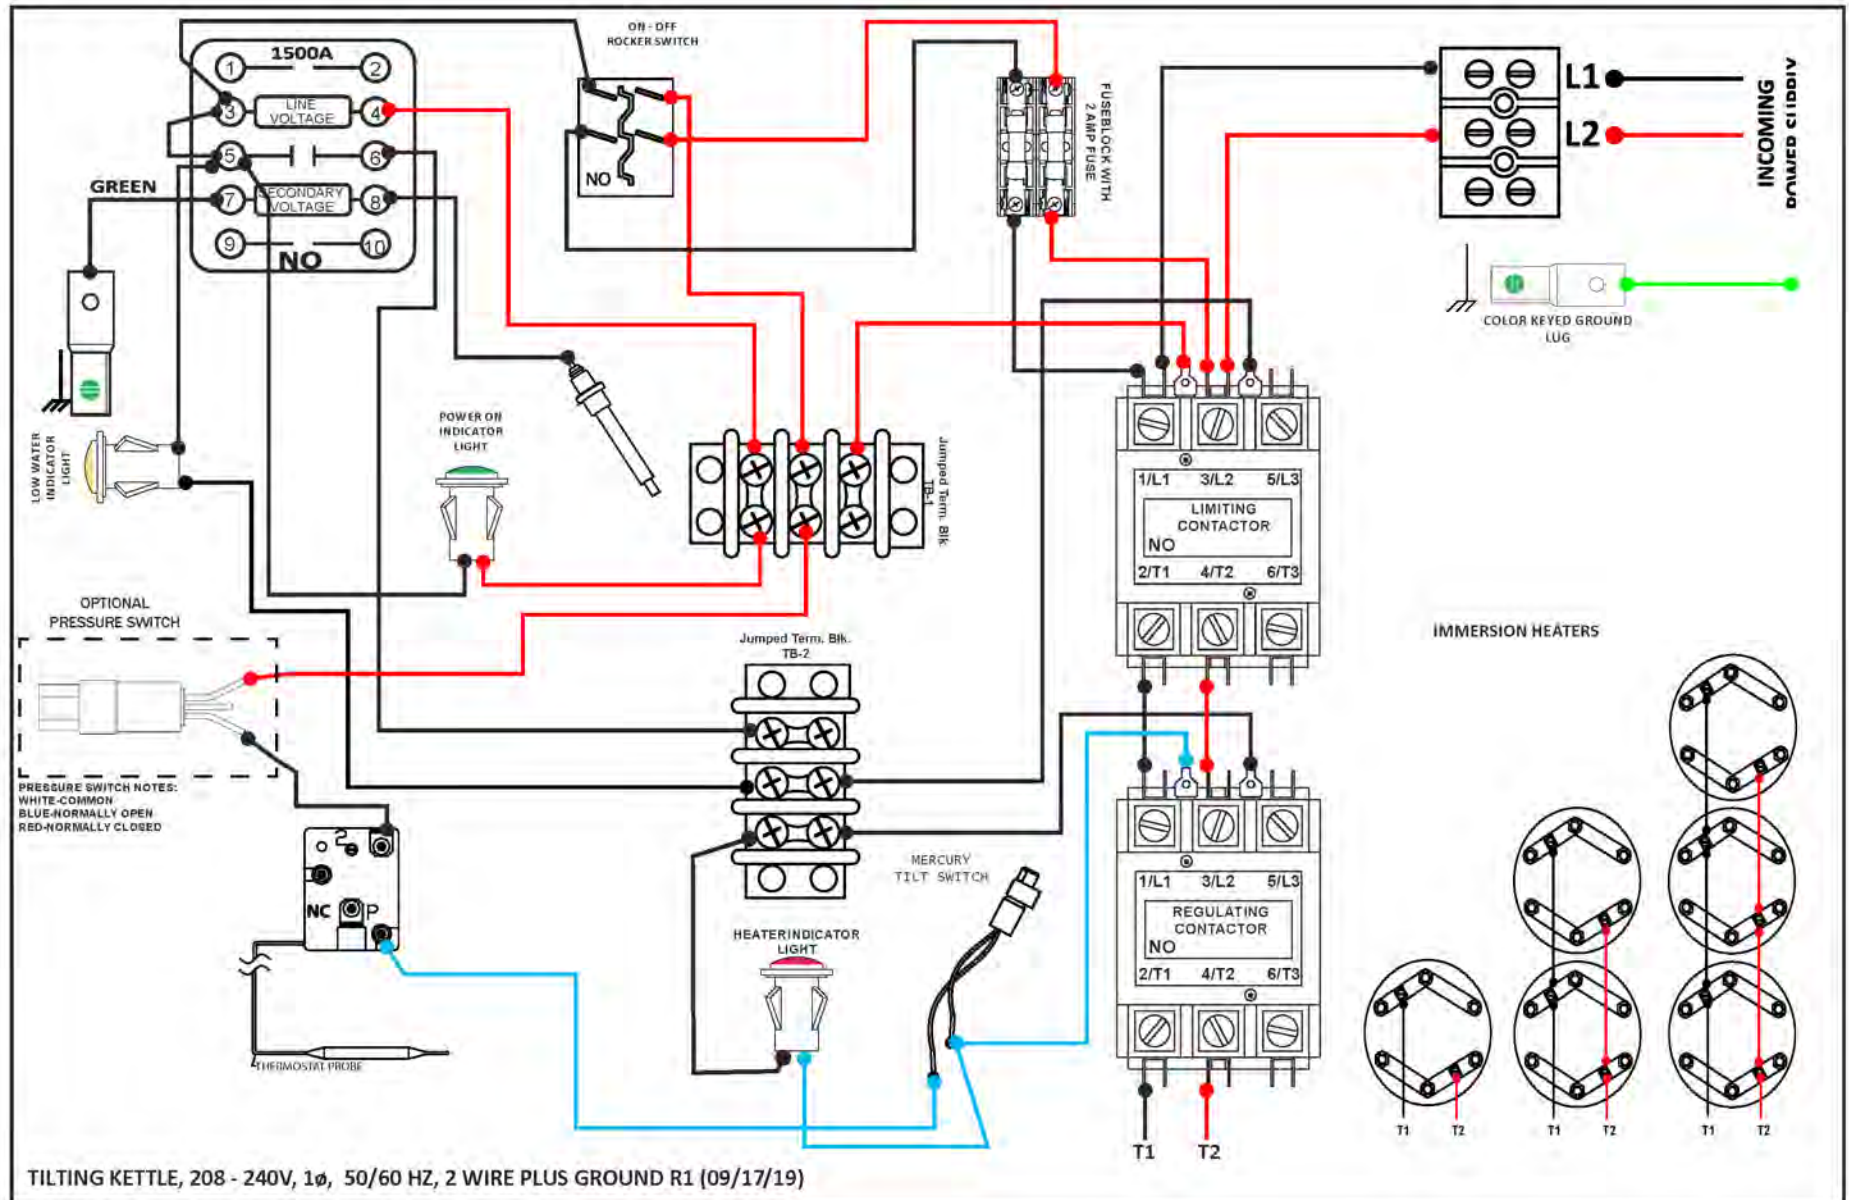 1500A
1
2
3
LINE
VOLTAGE
4
5
6
7
SECONDARY
VOLTAGE
8
9
10
NO
GREEN
ON - OFF
ROCKER SWITCH
NO
FUSEBLOCK WITH
2 AMP FUSE
L1
L2
INCOMING
POWER SUPPLY
COLOR KEYED GROUND
LUG
LOW WATER
INDICATOR
LIGHT
POWER ON
INDICATOR
LIGHT
Jumped Term. Blk.
TB-1
1/L1 3/L2 5/L3
LIMITING
CONTACTOR
NO
2/T1 4/T2 6/T3
OPTIONAL
PRESSURE SWITCH
PRESSURE SWITCH NOTES:
WHITE-COMMON
BLUE-NORMALLY OPEN
RED-NORMALLY CLOSED
Jumped Term. Blk.
TB-2
IMMERSION HEATERS
2
NC
P
THERMOSTAT PROBE
MERCURY
TILT SWITCH
HEATER INDICATOR
LIGHT
1/L1 3/L2 5/L3
REGULATING
CONTACTOR
NO
2/T1 4/T2 6/T3
T1 T2
T1 T2
T1 T2
T1 T2
TILTING KETTLE, 208 - 240V, 1ø, 50/60 HZ, 2 WIRE PLUS GROUND R1 (09/17/19)